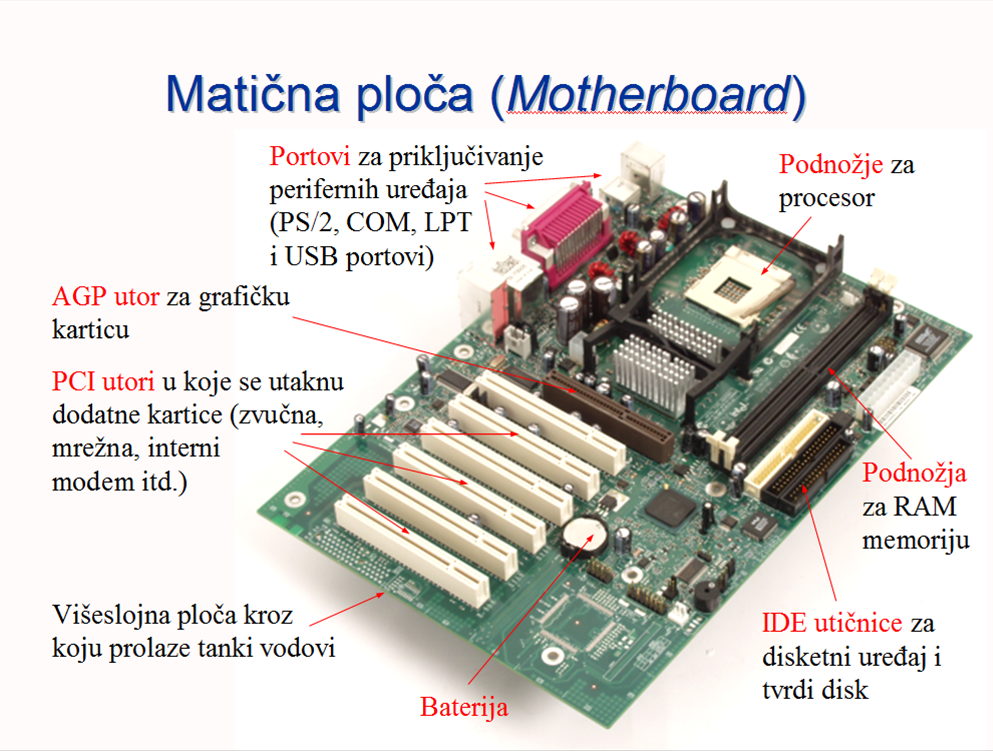 Matična ploča (Motherboard)
Portovi za priključivanje
perifernih uređaja
(PS/2, COM, LPT
i USB portovi)
Podnožje za
procesor
AGP utor za grafičku
karticu
PCI utori u koje se utaknu
dodatne kartice (zvučna,
mrežna, interni
modem itd.)
Podnožja
za RAM
memoriju
Višeslojna ploča kroz
koju prolaze tanki vodovi
IDE utičnice za
disketni uređaj i
tvrdi disk
Baterija